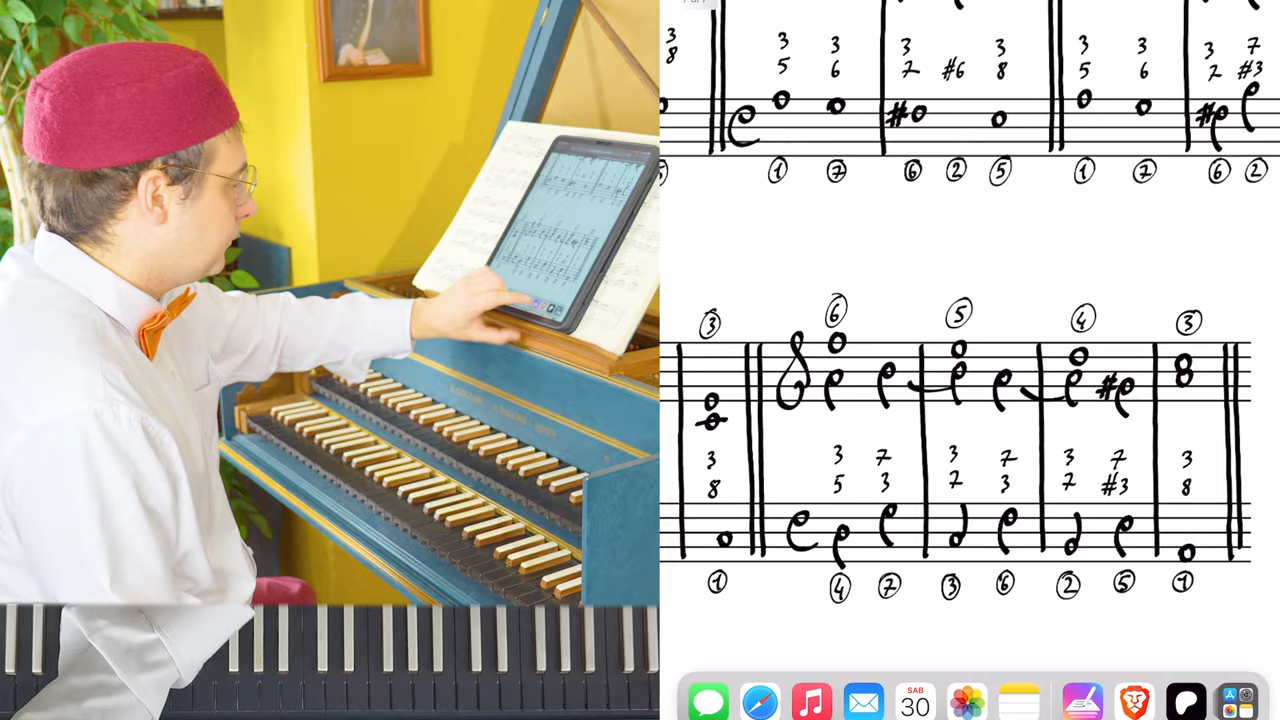 3 3 3 3 3 3 3 3 7
8 5 6 7 #6 8 5 6 7 #3
① ⑦ ⑥ ② ⑤ ① ⑦ ⑥ ②
③ ⑥ ⑤ ④ ③
3 3 7 3 7 3 7 3
8 5 3 7 3 7 #3 8
① ④ ⑦ ③ ⑥ ② ⑤ ①
SAB
30